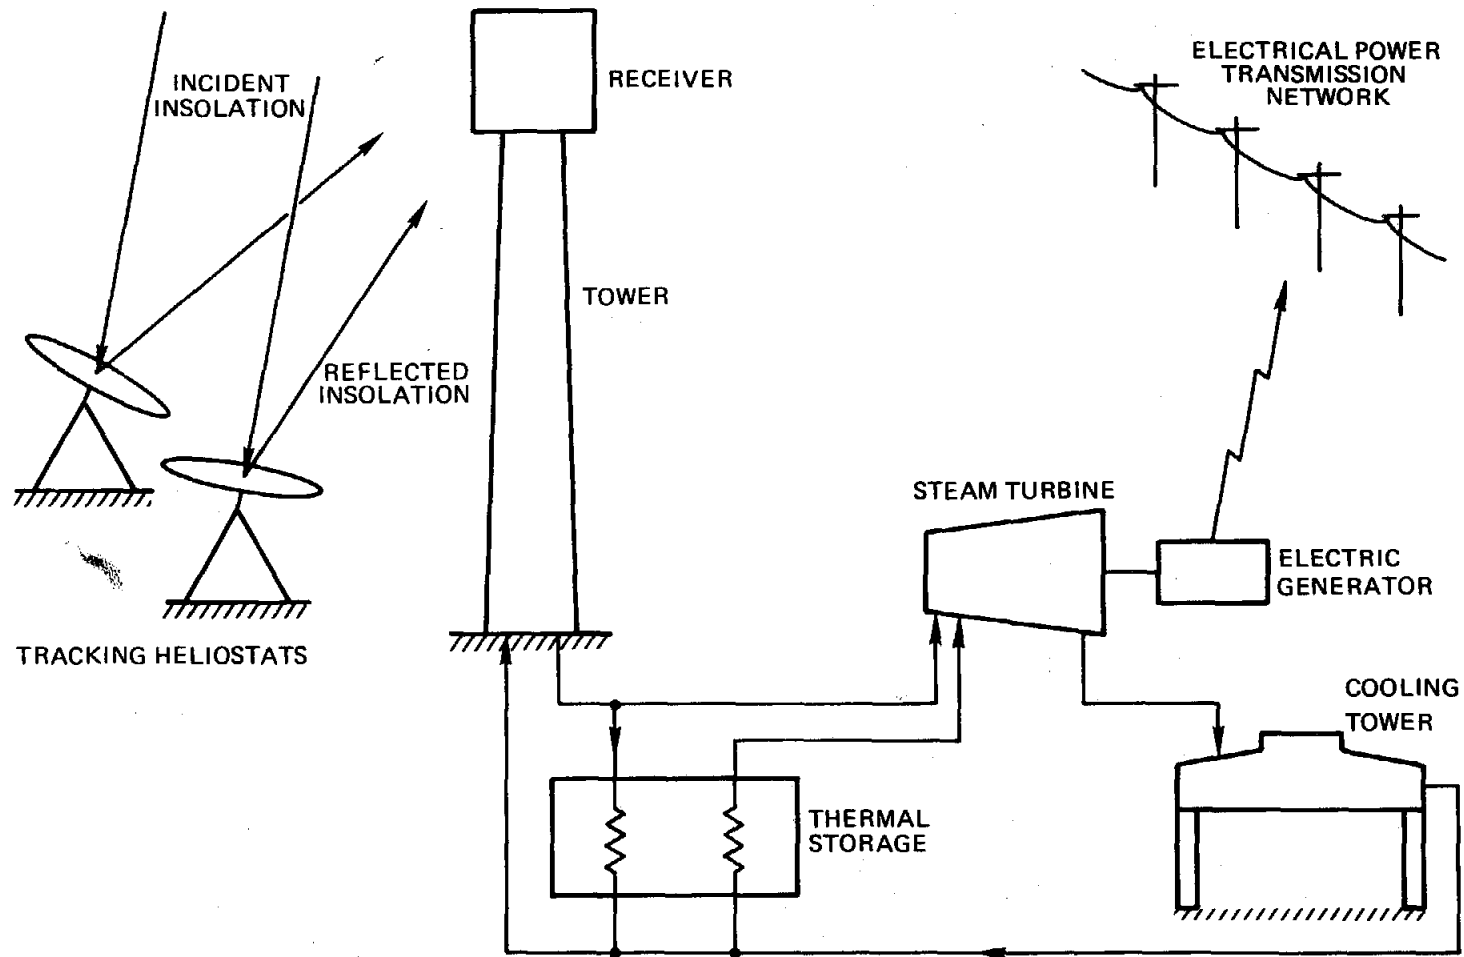 INCIDENT
INSOLATION
RECEIVER
ELECTRICAL POWER
TRANSMISSION
NETWORK
TOWER
REFLECTED
INSOLATION
STEAM TURBINE
ELECTRIC
GENERATOR
TRACKING HELIOSTATS
COOLING
TOWER
THERMAL
STORAGE